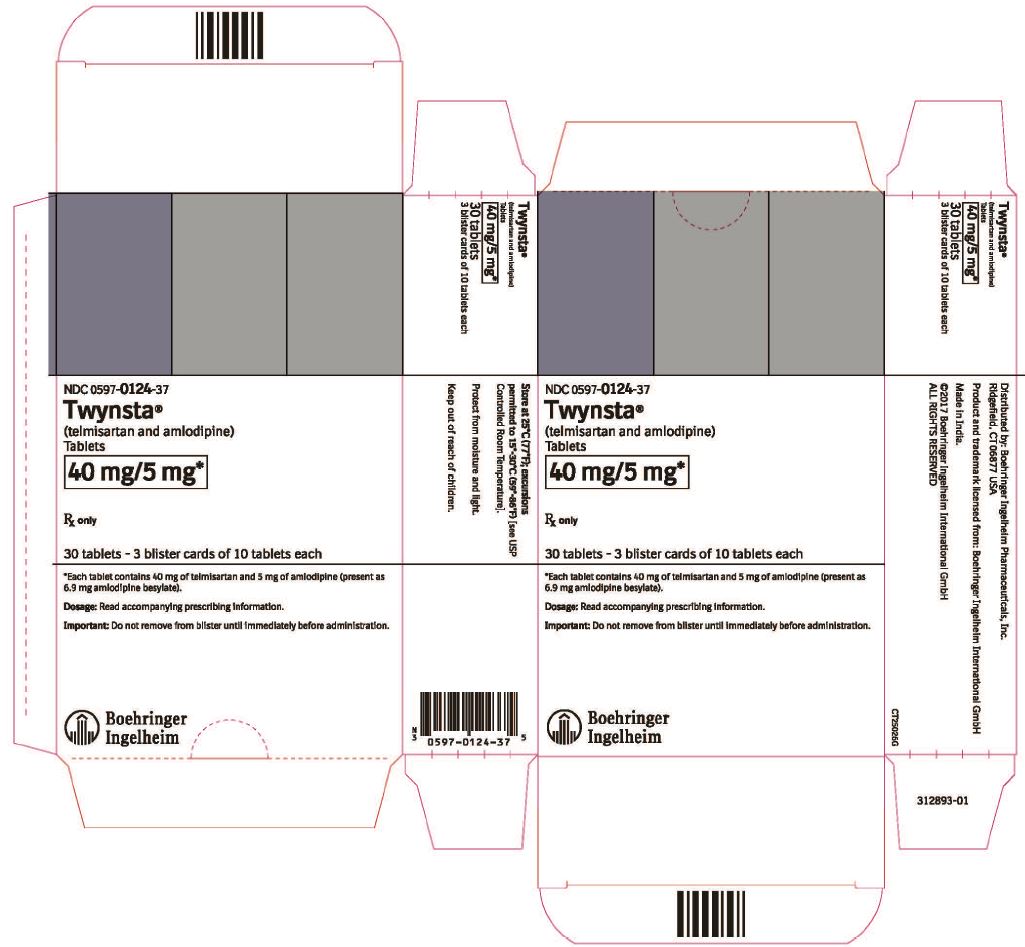 Twynsta®
(telmisartan and amlodipine)
Tablets
40 mg/5 mg*
30 tablets
3 blister cards of 10 tablets each
Twynsta®
(telmisartan and amlodipine)
Tablets
40 mg/5 mg*
30 tablets
3 blister cards of 10 tablets each
NDC 0597-0124-37
Twynsta®
(telmisartan and amlodipine)
Tablets
40 mg/5 mg*
Rx only
30 tablets - 3 blister cards of 10 tablets each
*Each tablet contains 40 mg of telmisartan and 5 mg of amlodipine (present as
6.9 mg amlodipine besylate).
Dosage: Read accompanying prescribing information.
Important: Do not remove from blister until immediately before administration.
Boehringer
Ingelheim
Store at 25°C (77°F); excursions
permitted to 15°-30°C (59°-86°F) [see USP
Controlled Room Temperature].
Protect from moisture and light.
Keep out of reach of children.
N
3 0597-0124-37 5
NDC 0597-0124-37
Twynsta®
(telmisartan and amlodipine)
Tablets
40 mg/5 mg*
Rx only
30 tablets - 3 blister cards of 10 tablets each
*Each tablet contains 40 mg of telmisartan and 5 mg of amlodipine (present as
6.9 mg amlodipine besylate).
Dosage: Read accompanying prescribing information.
Important: Do not remove from blister until immediately before administration.
Boehringer
Ingelheim
Distributed by: Boehringer Ingelheim Pharmaceuticals, Inc.
Ridgefield, CT 06877 USA
Product and trademark licensed from: Boehringer Ingelheim International GmbH
Made in India.
©2017 Boehringer Ingelheim International GmbH
ALL RIGHTS RESERVED
CT25026G
312893-01